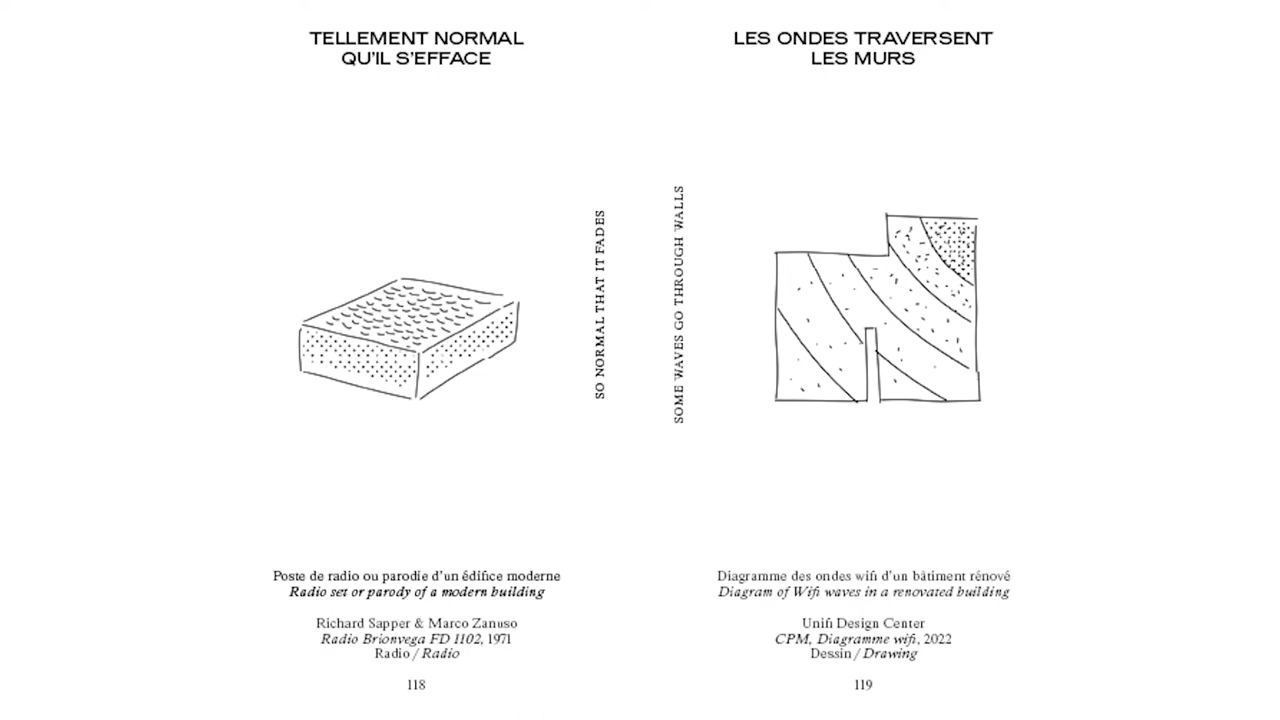 TELLEMENT NORMAL
QU'IL S'EFFACE
SO NORMAL THAT IT FADES
Poste de radio ou parodie d'un édifice moderne
Radio set or parody of a modern building
Richard Sapper & Marco Zanuso
Radio Brionvega FD 1102, 1971
Radio / Radio
118
LES ONDES TRAVERSENT
LES MURS
SOME WAVES GO THROUGH WALLS
Diagramme des ondes wifi d'un bâtiment rénové
Diagram of Wifi waves in a renovated building
Unifi Design Center
CPM, Diagramme wifi, 2022
Dessin / Drawing
119